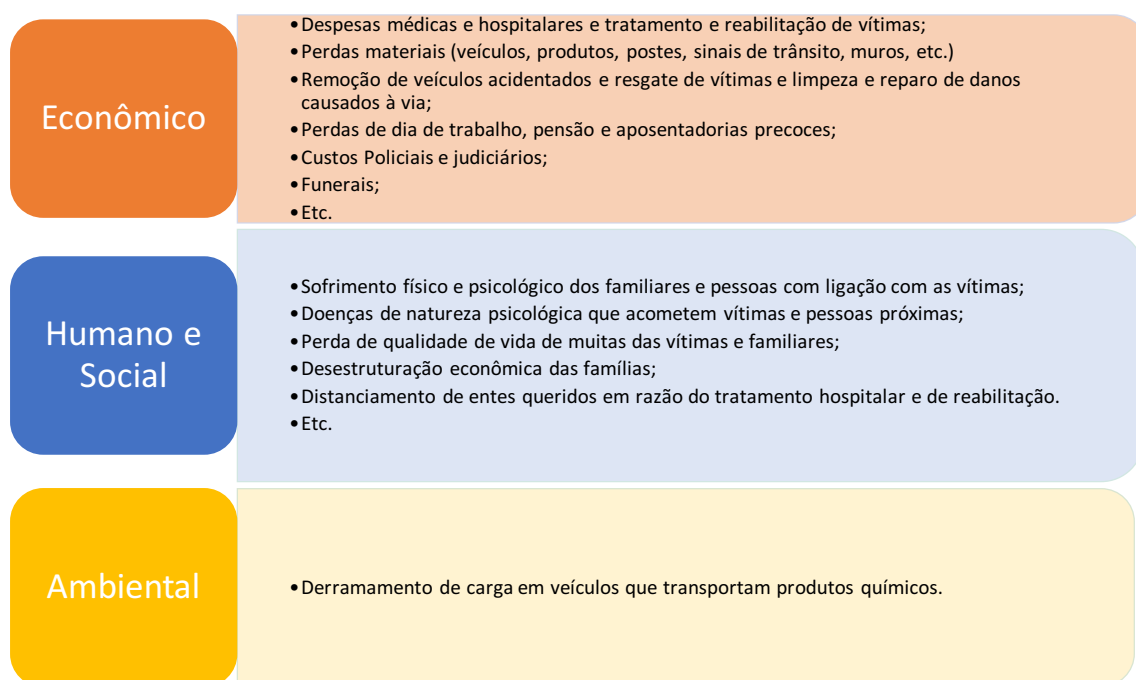 Econômico
•Despesas médicas e hospitalares e tratamento e reabilitação de vítimas;
•Perdas materiais (veículos, produtos, postes, sinais de trânsito, muros, etc.)
•Remoção de veículos acidentados e resgate de vítimas e limpeza e reparo de danos
causados à via;
•Perdas de dia de trabalho, pensão e aposentadorias precoces;
•Custos Policiais e judiciários;
•Funerais;
•Etc.
Humano e
Social
•Sofrimento físico e psicológico dos familiares e pessoas com ligação com as vítimas;
•Doenças de natureza psicológica que acometem vítimas e pessoas próximas;
•Perda de qualidade de vida de muitas das vítimas e familiares;
•Desestruturação econômica das famílias;
•Distanciamento de entes queridos em razão do tratamento hospitalar e de reabilitação.
•Etc.
Ambiental
•Derramamento de carga em veículos que transportam produtos químicos.